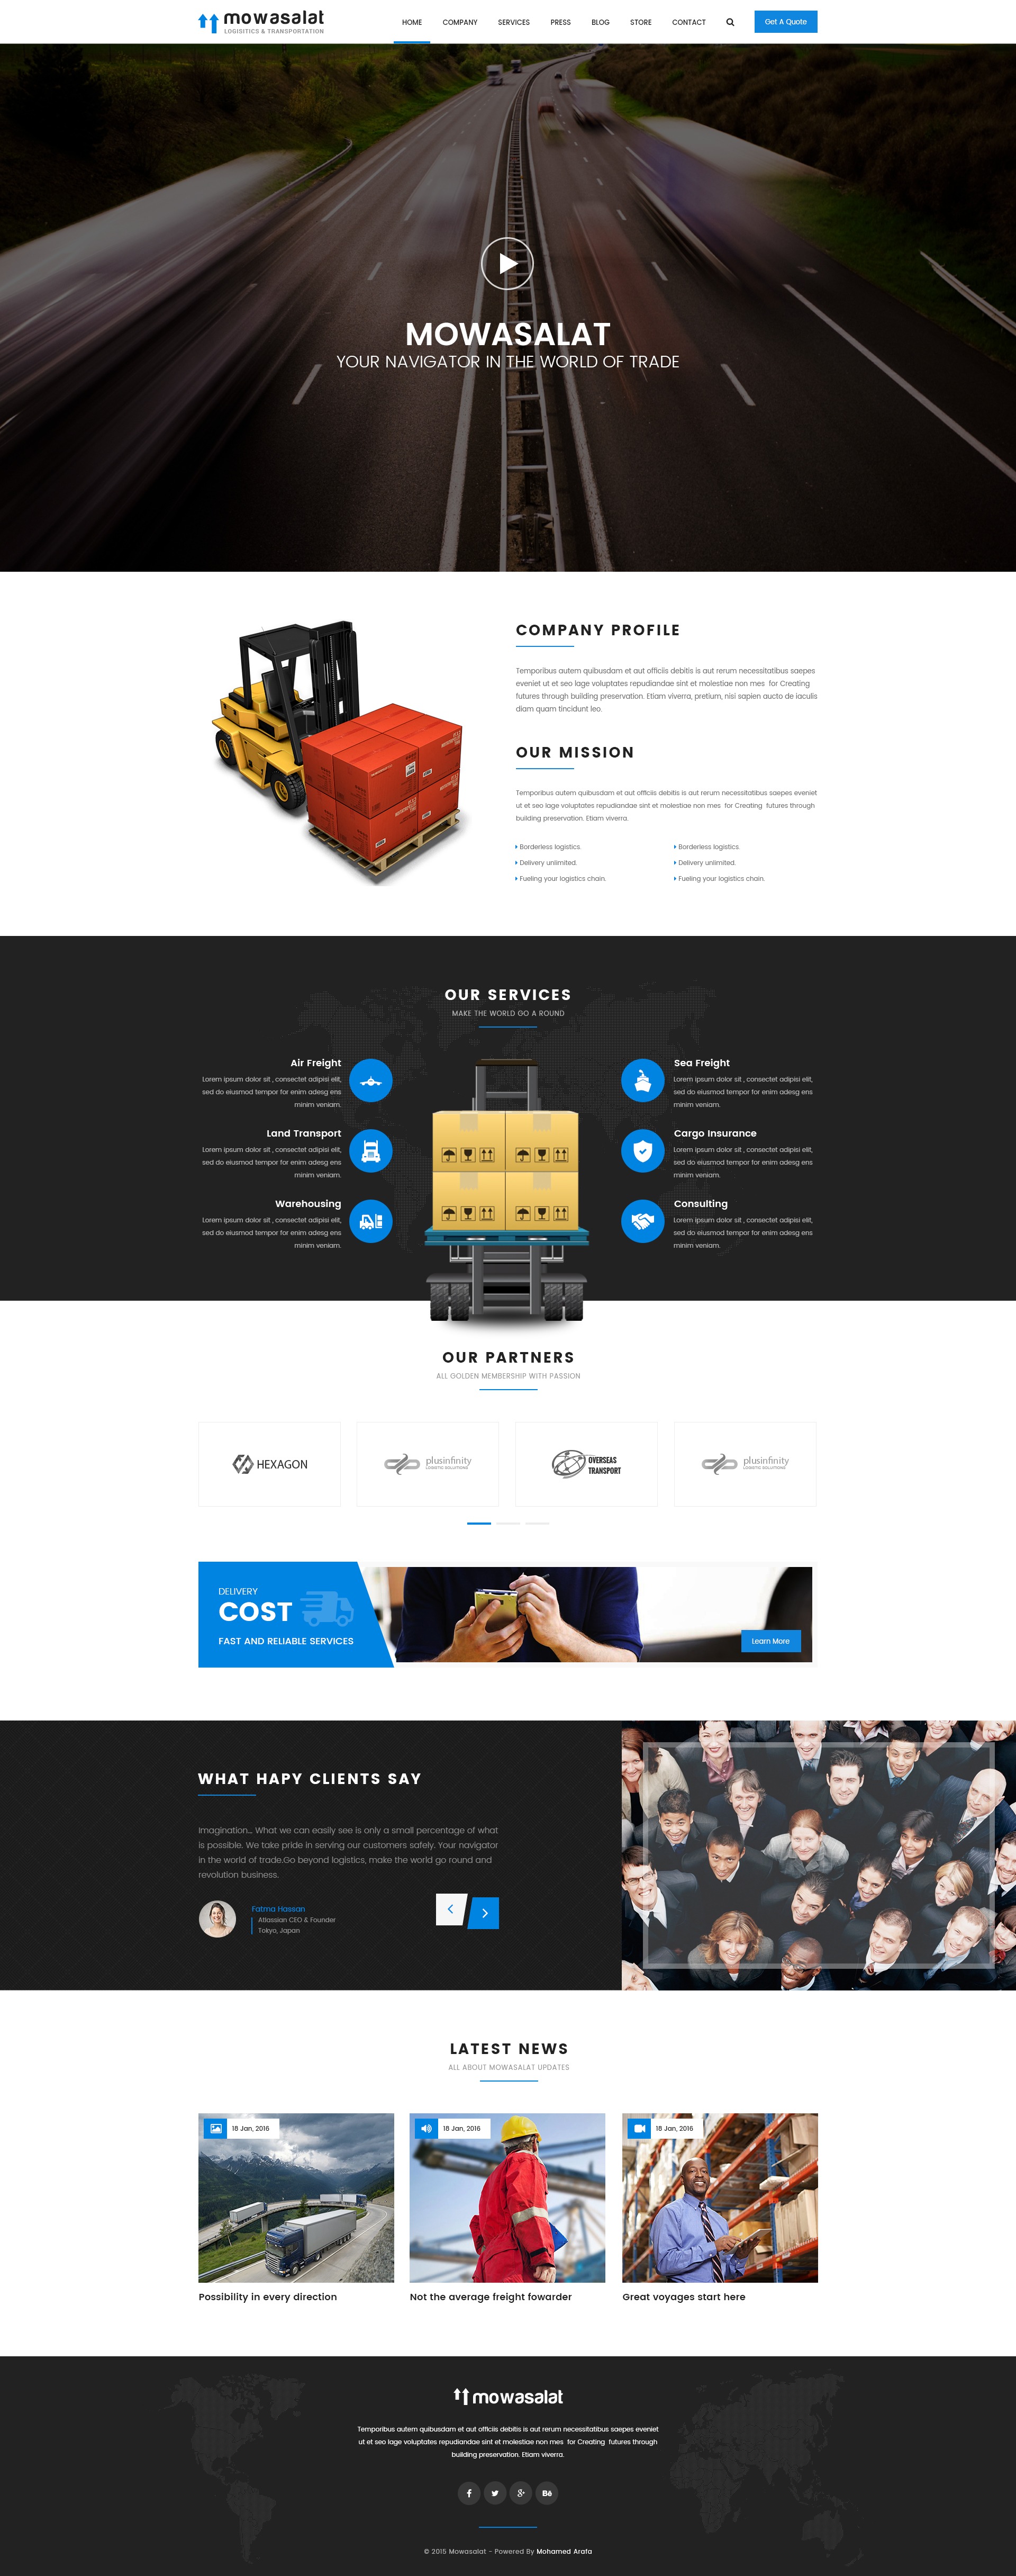 mowasalat
LOGISITICS & TRANSPORTATION
HOME COMPANY SERVICES PRESS BLOG STORE CONTACT
Get A Quote
MOWASALAT
YOUR NAVIGATOR IN THE WORLD OF TRADE
COMPANY PROFILE
Temporibus autem quibusdam et aut officiis debitis is aut rerum necessitatibus saepes
eveniet ut et seo lage voluptates repudiandae sint et molestiae non mes for Creating
futures through building preservation. Etiam viverra, pretium, nisi sapien aucto de iaculis
diam quam tincidunt leo.
OUR MISSION
Temporibus autem quibusdam et aut officiis debitis is aut rerum necessitatibus saepes eveniet
ut et seo lage voluptates repudiandae sint et molestiae non mes for Creating futures through
building preservation. Etiam viverra.
Borderless logistics.
Delivery unlimited.
Fueling your logistics chain.
Borderless logistics.
Delivery unlimited.
Fueling your logistics chain.
OUR SERVICES
MAKE THE WORLD GO A ROUND
Air Freight
Lorem ipsum dolor sit , consectet adipisi elit,
sed do eiusmod tempor for enim adesg ens
minim veniam.
Land Transport
Lorem ipsum dolor sit , consectet adipisi elit,
sed do eiusmod tempor for enim adesg ens
minim veniam.
Warehousing
Lorem ipsum dolor sit , consectet adipisi elit,
sed do eiusmod tempor for enim adesg ens
minim veniam.
Sea Freight
Lorem ipsum dolor sit , consectet adipisi elit,
sed do eiusmod tempor for enim adesg ens
minim veniam.
Cargo Insurance
Lorem ipsum dolor sit , consectet adipisi elit,
sed do eiusmod tempor for enim adesg ens
minim veniam.
Consulting
Lorem ipsum dolor sit , consectet adipisi elit,
sed do eiusmod tempor for enim adesg ens
minim veniam.
OUR PARTNERS
ALL GOLDEN MEMBERSHIP WITH PASSION
HEXAGON
plusinfinity
LOGISTIC SOLUTIONS
OVERSEAS
TRANSPORT
plusinfinity
LOGISTIC SOLUTIONS
DELIVERY
COST
FAST AND RELIABLE SERVICES
Learn More
WHAT HAPY CLIENTS SAY
Imagination... What we can easily see is only a small percentage of what
is possible. We take pride in serving our customers safely. Your navigator
in the world of trade.Go beyond logistics, make the world go round and
revolution business.
Fatma Hassan
Atlassian CEO & Founder
Tokyo, Japan
LATEST NEWS
ALL ABOUT MOWASALAT UPDATES
18 Jan, 2016
Possibility in every direction
18 Jan, 2016
Not the average freight fowarder
18 Jan, 2016
Great voyages start here
mowasalat
Temporibus autem quibusdam et aut officiis debitis is aut rerum necessitatibus saepes eveniet
ut et seo lage voluptates repudiandae sint et molestiae non mes for Creating futures through
building preservation. Etiam viverra.
© 2015 Mowasalat - Powered By Mohamed Arafa